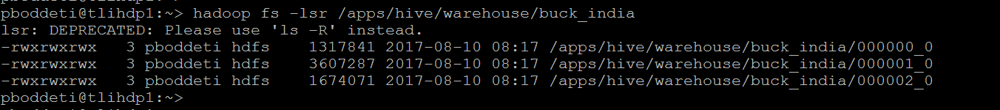 pboddeti@tlihdp1:~> hadoop fs -lsr /apps/hive/warehouse/buck_india
lsr: DEPRECATED: Please use 'ls -R' instead.
-rwxrwxrwx   3 pboddeti hdfs    1317841 2017-08-10 08:17 /apps/hive/warehouse/buck_india/000000_0
-rwxrwxrwx   3 pboddeti hdfs    3607287 2017-08-10 08:17 /apps/hive/warehouse/buck_india/000001_0
-rwxrwxrwx   3 pboddeti hdfs    1674071 2017-08-10 08:17 /apps/hive/warehouse/buck_india/000002_0
pboddeti@tlihdp1:~>